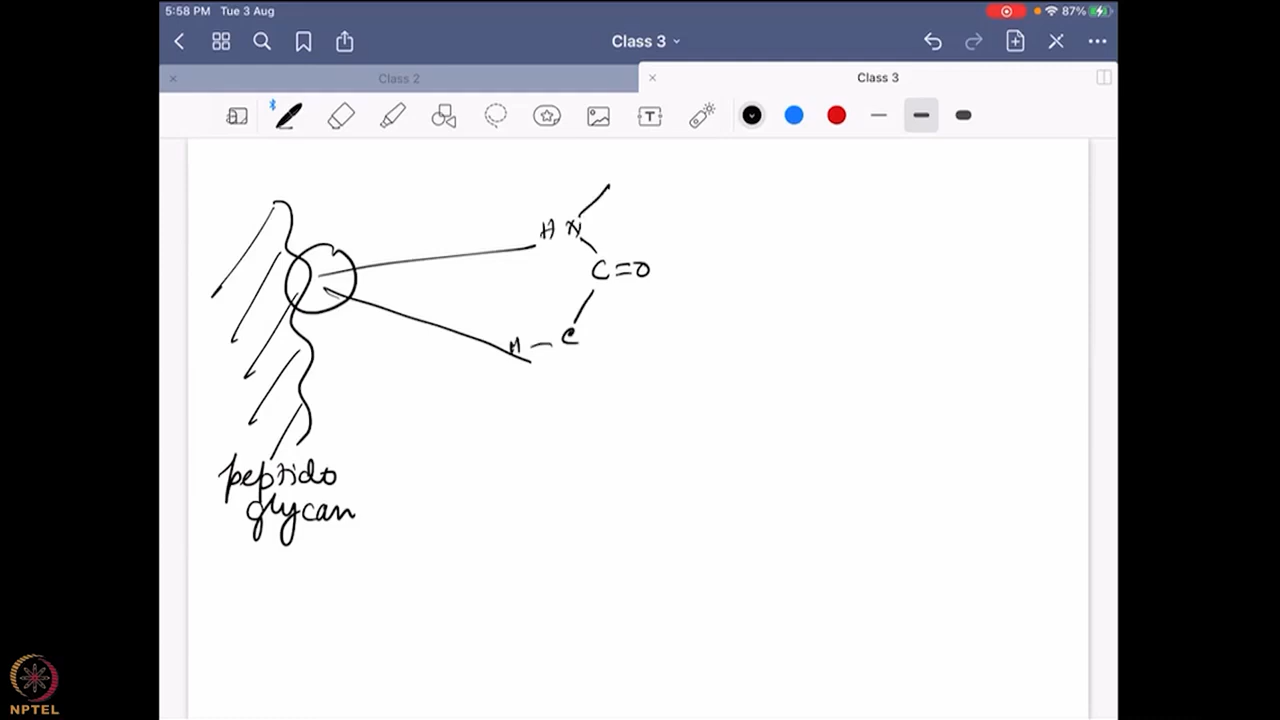 5:58 PM Tue 3 Aug
87%
Class 3
Class 2
Class 3
T
H N
C=O
H – C
peptido
glycan
NPTEL